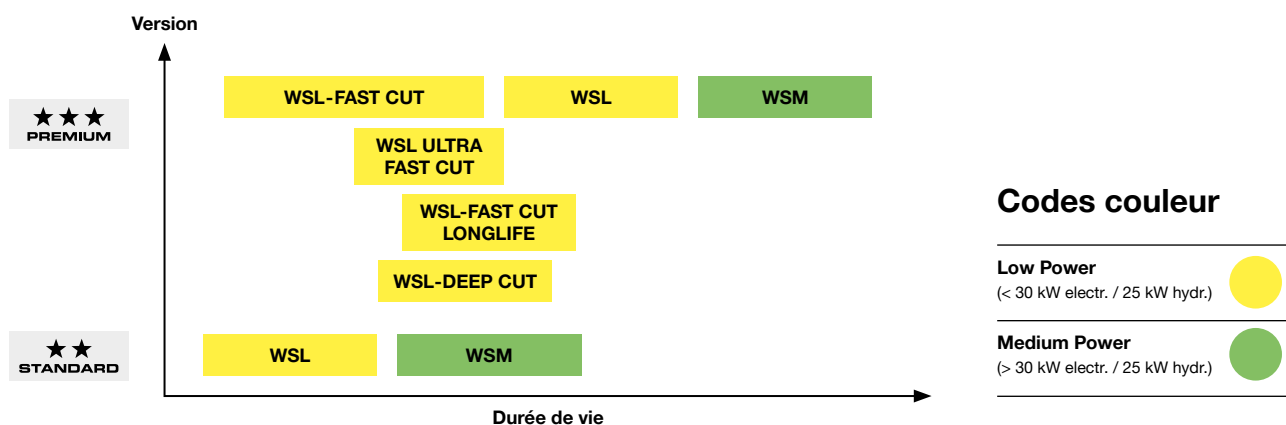 Version
WSL-FAST CUT
WSL
WSM
PREMIUM
WSL ULTRA
FAST CUT
WSL-FAST CUT
LONGLIFE
WSL-DEEP CUT
STANDARD
WSL
WSM
Durée de vie
Codes couleur
Low Power
(< 30 kW electr. / 25 kW hydr.)
Medium Power
(> 30 kW electr. / 25 kW hydr.)